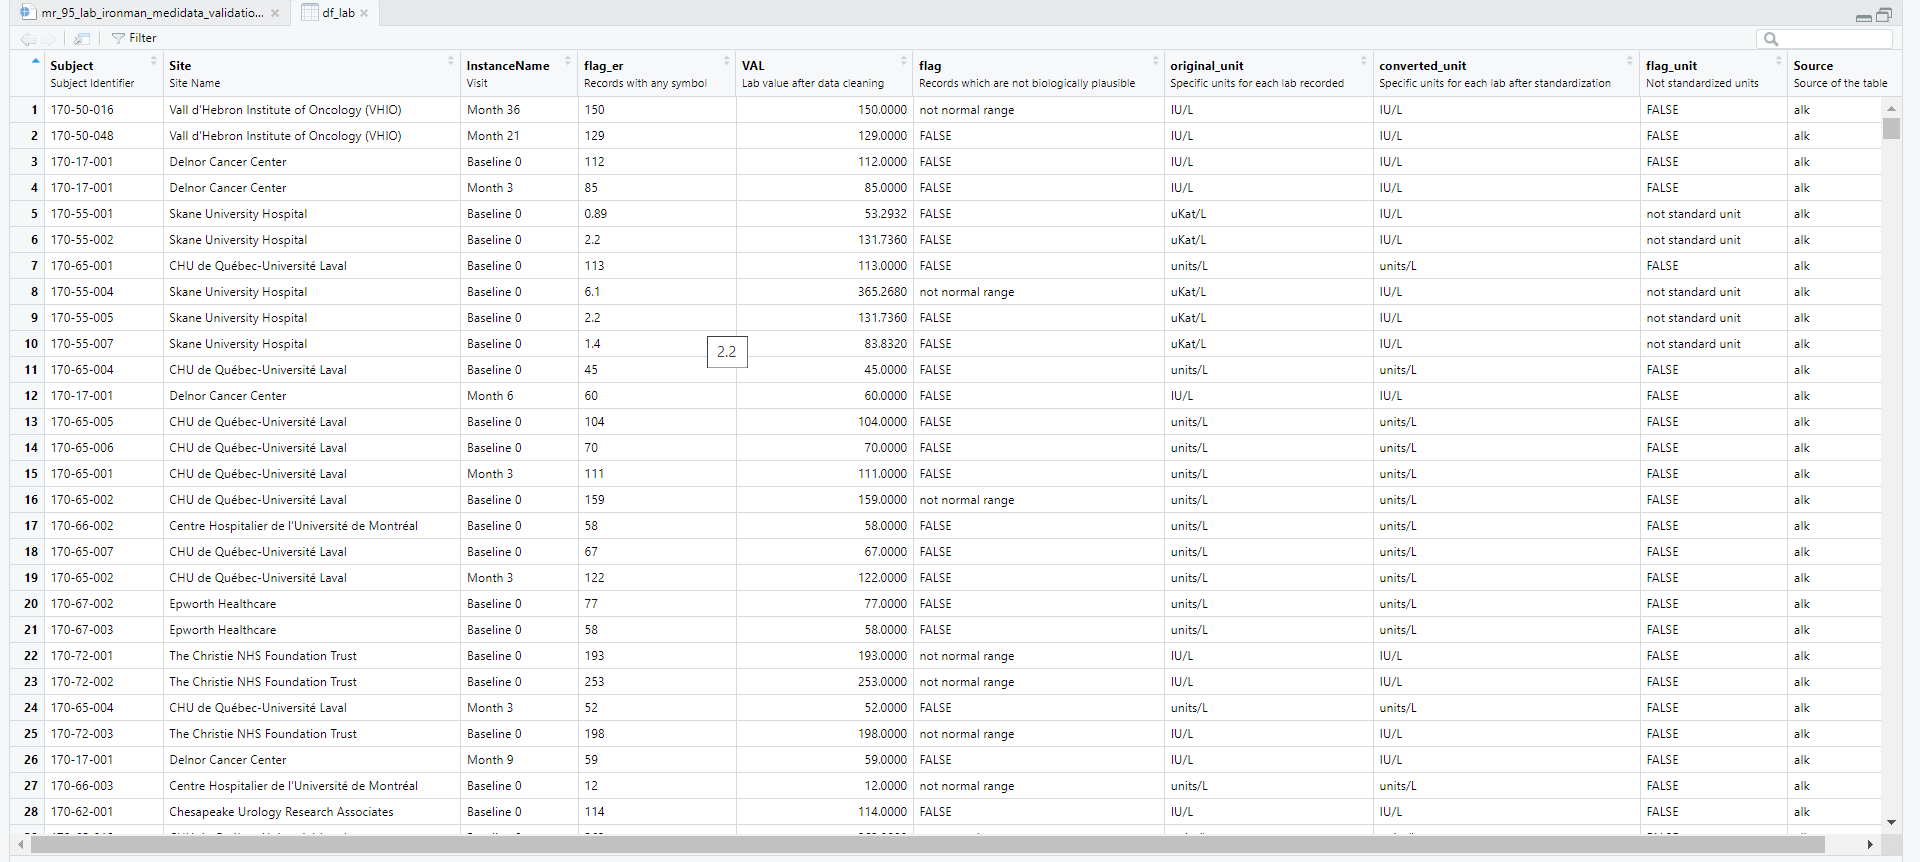 mr_95_lab_ironman_medidata_validatio... df_lab
Filter
Subject Site InstanceName flag_er VAL flag original_unit converted_unit flag_unit Source
Subject Identifier Site Name Visit Records with any symbol Lab value after data cleaning Records which are not biologically plausible Specific units for each lab recorded Specific units for each lab after standardization Not standardized units Source of the table
1 170-50-016 Vall d'Hebron Institute of Oncology (VHIO) Month 36 150 150.0000 not normal range IU/L IU/L FALSE alk
2 170-50-048 Vall d'Hebron Institute of Oncology (VHIO) Month 21 129 129.0000 FALSE IU/L IU/L FALSE alk
3 170-17-001 Delnor Cancer Center Baseline 0 112 112.0000 FALSE IU/L IU/L FALSE alk
4 170-17-001 Delnor Cancer Center Month 3 85 85.0000 FALSE IU/L IU/L FALSE alk
5 170-55-001 Skane University Hospital Baseline 0 0.89 53.2932 FALSE uKat/L IU/L not standard unit alk
6 170-55-002 Skane University Hospital Baseline 0 2.2 131.7360 FALSE uKat/L IU/L not standard unit alk
7 170-65-001 CHU de Québec-Université Laval Baseline 0 113 113.0000 FALSE units/L units/L FALSE alk
8 170-55-004 Skane University Hospital Baseline 0 6.1 365.2680 not normal range uKat/L IU/L not standard unit alk
9 170-55-005 Skane University Hospital Baseline 0 2.2 131.7360 FALSE uKat/L IU/L not standard unit alk
10 170-55-007 Skane University Hospital Baseline 0 1.4 83.8320 FALSE uKat/L IU/L not standard unit alk
2.2
11 170-65-004 CHU de Québec-Université Laval Baseline 0 45 45.0000 FALSE units/L units/L FALSE alk
12 170-17-001 Delnor Cancer Center Month 6 60 60.0000 FALSE IU/L IU/L FALSE alk
13 170-65-005 CHU de Québec-Université Laval Baseline 0 104 104.0000 FALSE units/L units/L FALSE alk
14 170-65-006 CHU de Québec-Université Laval Baseline 0 70 70.0000 FALSE units/L units/L FALSE alk
15 170-65-001 CHU de Québec-Université Laval Month 3 111 111.0000 FALSE units/L units/L FALSE alk
16 170-65-002 CHU de Québec-Université Laval Baseline 0 159 159.0000 not normal range units/L units/L FALSE alk
17 170-66-002 Centre Hospitalier de l'Université de Montréal Baseline 0 58 58.0000 FALSE units/L units/L FALSE alk
18 170-65-007 CHU de Québec-Université Laval Baseline 0 67 67.0000 FALSE units/L units/L FALSE alk
19 170-65-002 CHU de Québec-Université Laval Month 3 122 122.0000 FALSE units/L units/L FALSE alk
20 170-67-002 Epworth Healthcare Baseline 0 77 77.0000 FALSE units/L units/L FALSE alk
21 170-67-003 Epworth Healthcare Baseline 0 58 58.0000 FALSE units/L units/L FALSE alk
22 170-72-001 The Christie NHS Foundation Trust Baseline 0 193 193.0000 not normal range IU/L IU/L FALSE alk
23 170-72-002 The Christie NHS Foundation Trust Baseline 0 253 253.0000 not normal range IU/L IU/L FALSE alk
24 170-65-004 CHU de Québec-Université Laval Month 3 52 52.0000 FALSE units/L units/L FALSE alk
25 170-72-003 The Christie NHS Foundation Trust Baseline 0 198 198.0000 not normal range IU/L IU/L FALSE alk
26 170-17-001 Delnor Cancer Center Month 9 59 59.0000 FALSE IU/L IU/L FALSE alk
27 170-66-003 Centre Hospitalier de l'Université de Montréal Baseline 0 12 12.0000 not normal range units/L units/L FALSE alk
28 170-62-001 Chesapeake Urology Research Associates Baseline 0 114 114.0000 FALSE IU/L IU/L FALSE alk